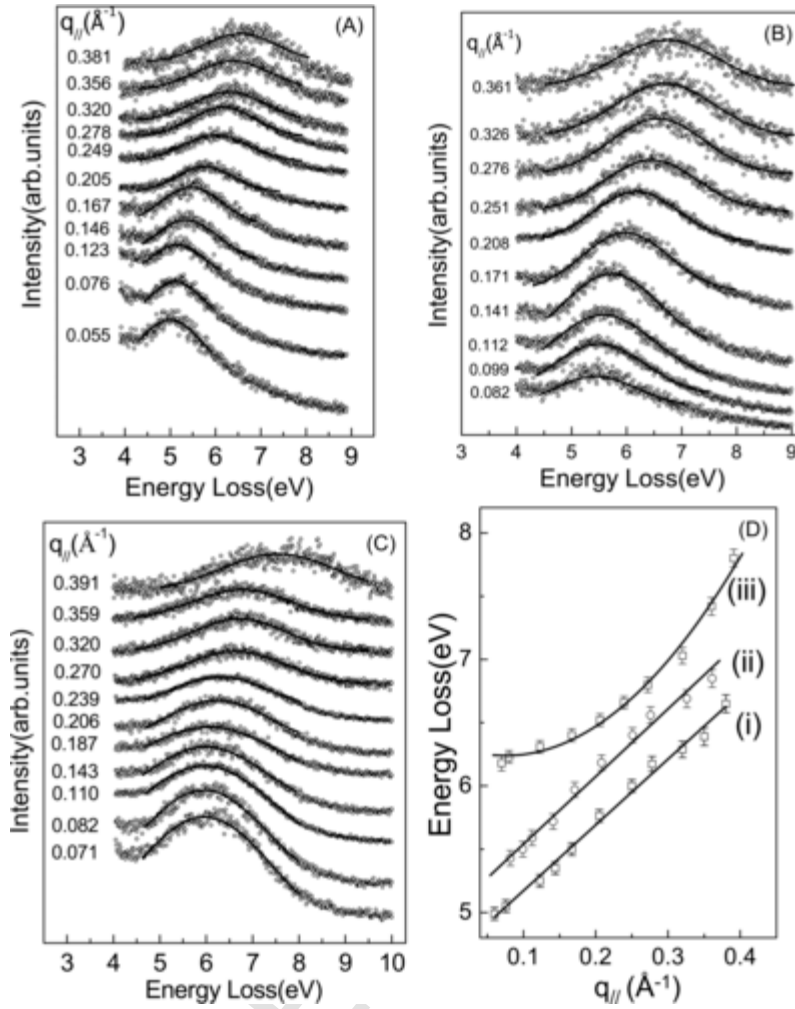 q//(Å⁻¹)
(A)
0.381
0.356
0.320
0.278
0.249
0.205
0.167
0.146
0.123
0.076
0.055
Intensity(arb.units)
3 4 5 6 7 8 9
Energy Loss(eV)
q//(Å⁻¹)
(B)
0.361
0.326
0.276
0.251
0.208
0.171
0.141
0.112
0.099
0.082
Intensity(arb.units)
3 4 5 6 7 8 9
Energy Loss(eV)
q//(Å⁻¹)
(C)
0.391
0.359
0.320
0.270
0.239
0.206
0.187
0.143
0.110
0.082
0.071
Intensity(arb.units)
3 4 5 6 7 8 9 10
Energy Loss(eV)
(D)
8
7
6
5
(iii)
(ii)
(i)
Energy Loss(eV)
0.1 0.2 0.3 0.4
q// (Å⁻¹)